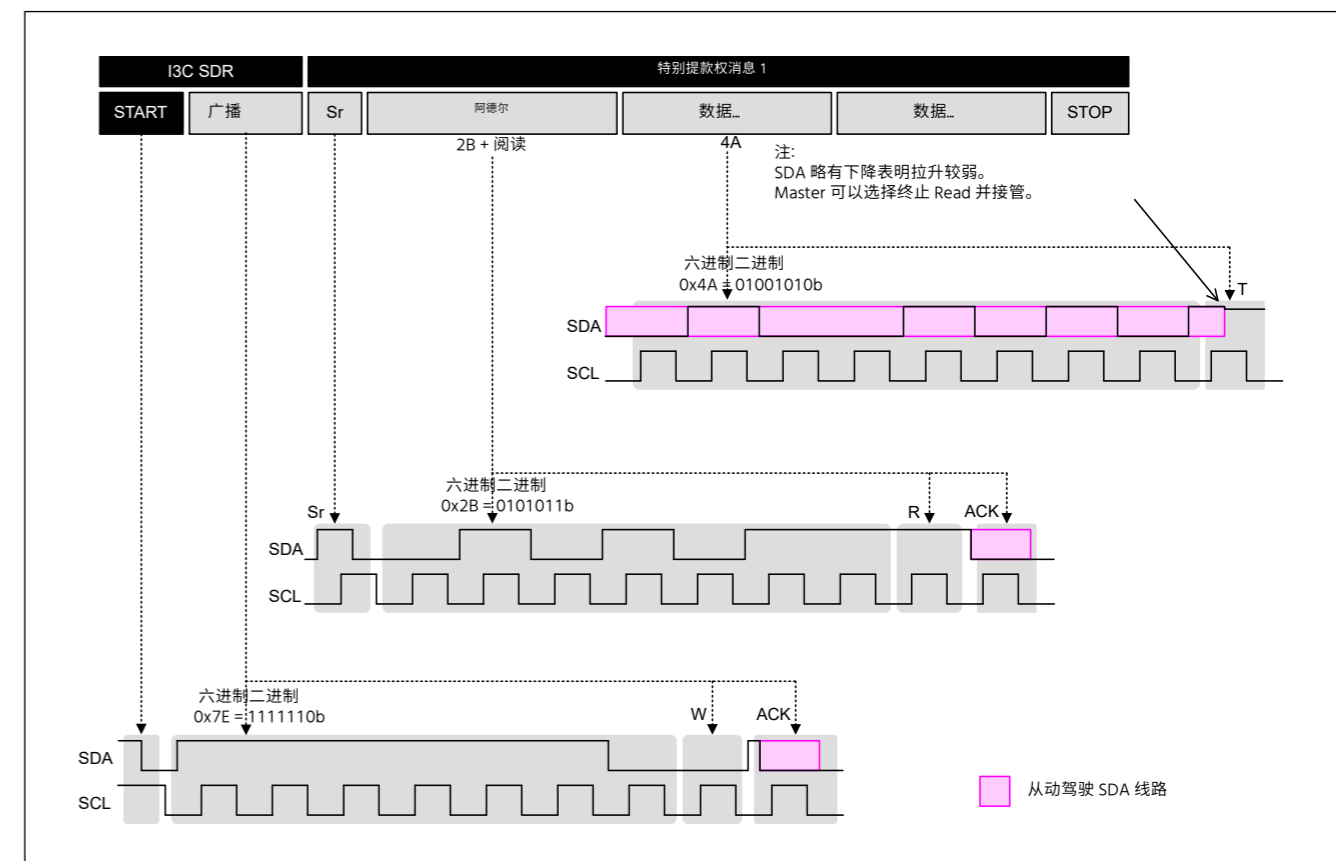 I3C SDR
特别提款权消息 1
START
广播
Sr
阿德尔
数据...
数据...
STOP
2B + 阅读
4A
注:
SDA 略有下降表明拉升较弱。
Master 可以选择终止 Read 并接管。
六进制二进制
0x4A = 01001010b
T
SDA
SCL
六进制二进制
0x2B = 0101011b
Sr
R
ACK
SDA
SCL
六进制二进制
0x7E = 1111110b
W
ACK
SDA
SCL
从动驾驶 SDA 线路